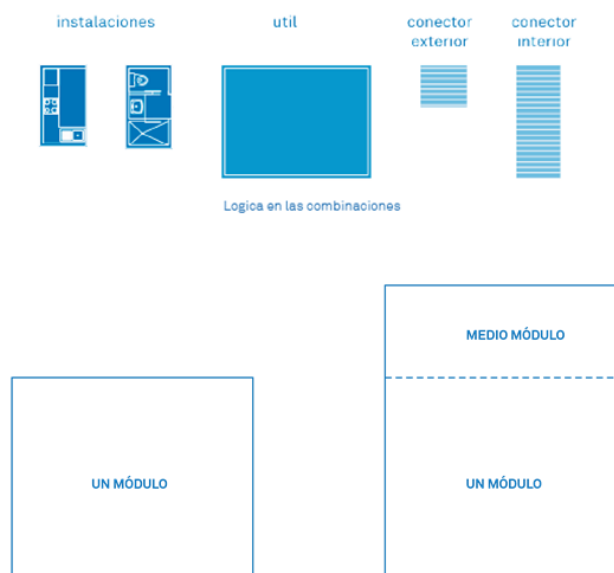 instalaciones
util
conector
exterior
conector
interior
Logica en las combinaciones
MEDIO MÓDULO
UN MÓDULO
UN MÓDULO